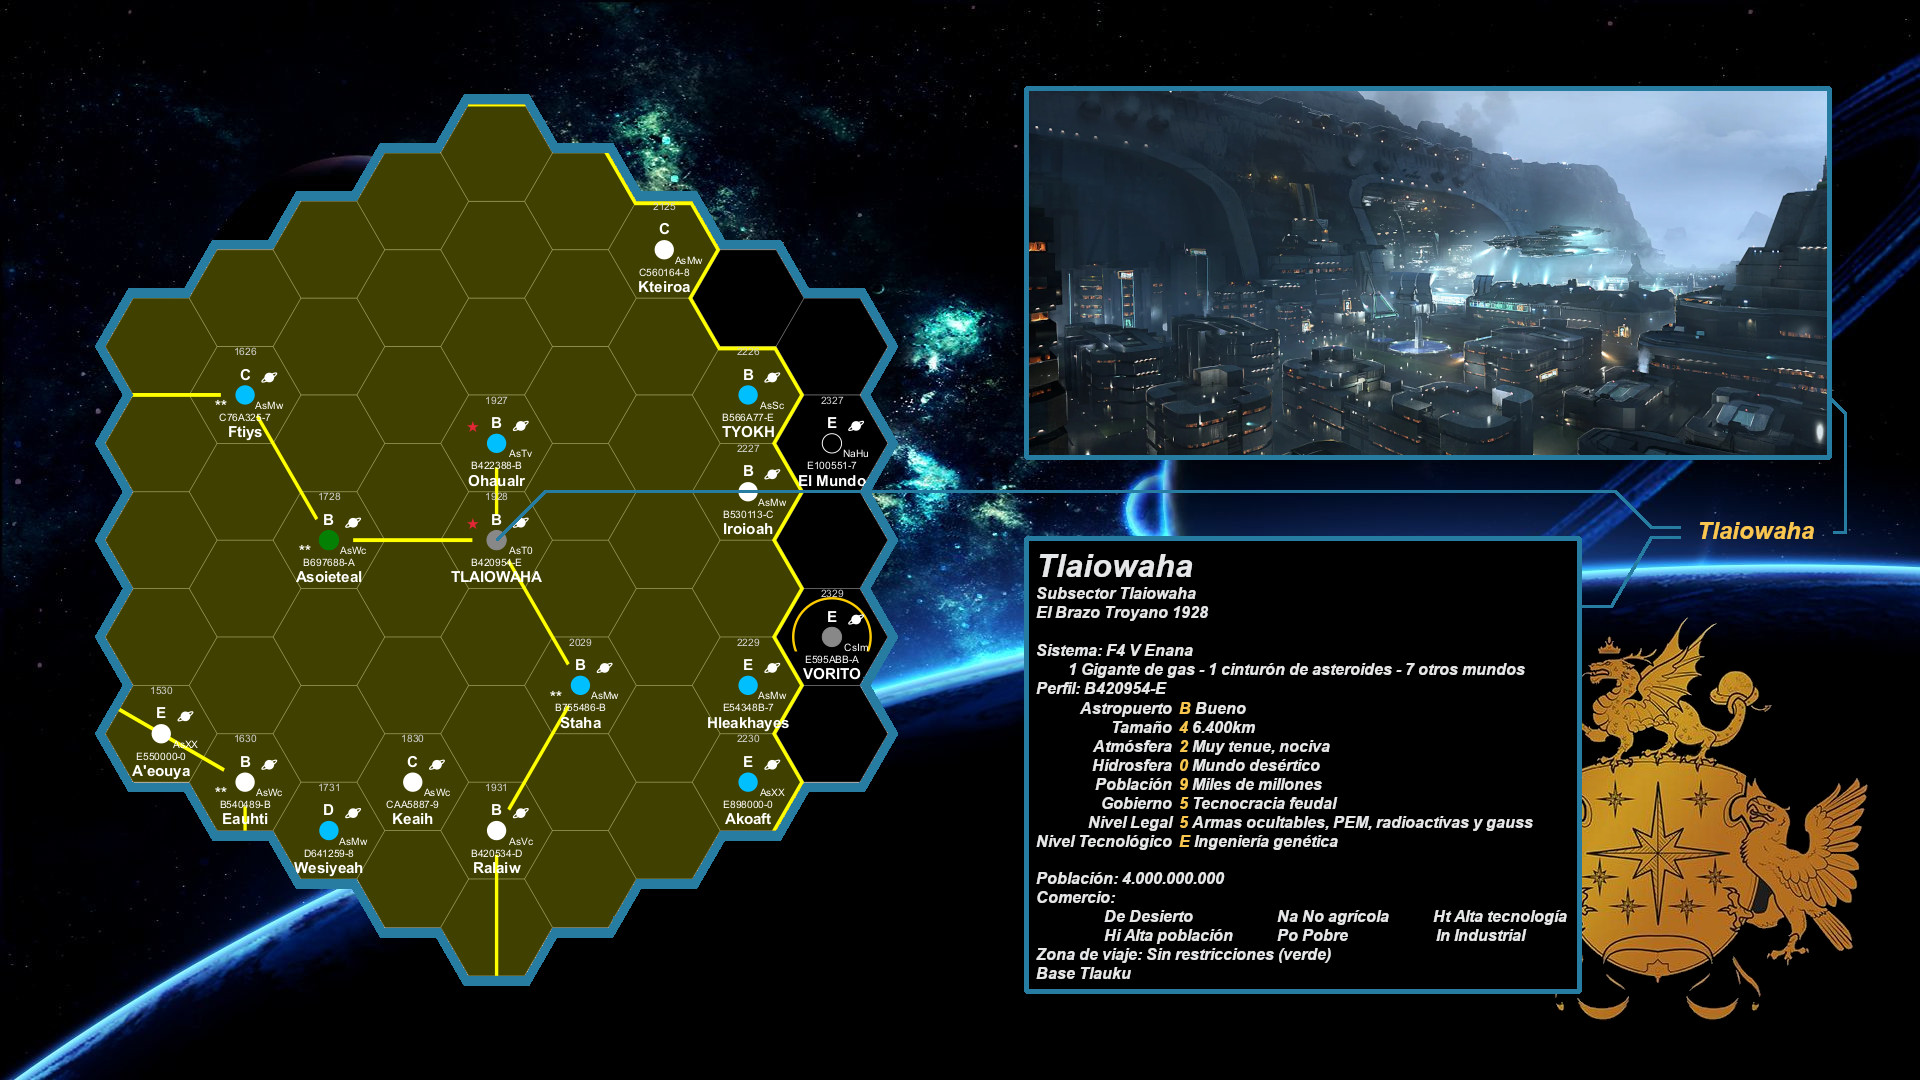 2125
C
AsMw
C560164-8
Kteiroa
1626
C
AsMw
**
C76A325-7
Ftiys
2226
B
AsSc
B566A77-E
TYOKH
1927
B
AsTv
B422388-B
Ohaualr
2327
E
NaHu
E100551-7
El Mundo
2227
B
AsMw
B530113-C
Iroioah
1728
B
AsWc
**
B697688-A
Asoieteal
1928
B
AsT0
B420954-E
TLAIOWAHA
2329
E
CsIm
E595ABB-A
VORITO
2029
B
AsMw
**
B755486-B
Staha
2229
E
AsMw
E54348B-7
Hleakhayes
1530
E
AsXX
E550000-0
A'eouya
1630
B
AsWc
**
B540489-B
Eauhti
1830
C
AsWc
CAA5887-9
Keaih
2230
E
AsXX
E898000-0
Akoaft
1731
D
AsMw
D641259-8
Wesiyeah
1931
B
AsVc
B420534-D
Ralaiw
Tlaiowaha
Tlaiowaha
Subsector Tlaiowaha
El Brazo Troyano 1928
Sistema: F4 V Enana
1 Gigante de gas - 1 cinturón de asteroides - 7 otros mundos
Perfil: B420954-E
Astropuerto B Bueno
Tamaño 4 6.400km
Atmósfera 2 Muy tenue, nociva
Hidrosfera 0 Mundo desértico
Población 9 Miles de millones
Gobierno 5 Tecnocracia feudal
Nivel Legal 5 Armas ocultables, PEM, radioactivas y gauss
Nivel Tecnológico E Ingeniería genética
Población: 4.000.000.000
Comercio:
De Desierto Na No agrícola Ht Alta tecnología
Hi Alta población Po Pobre In Industrial
Zona de viaje: Sin restricciones (verde)
Base Tlauku